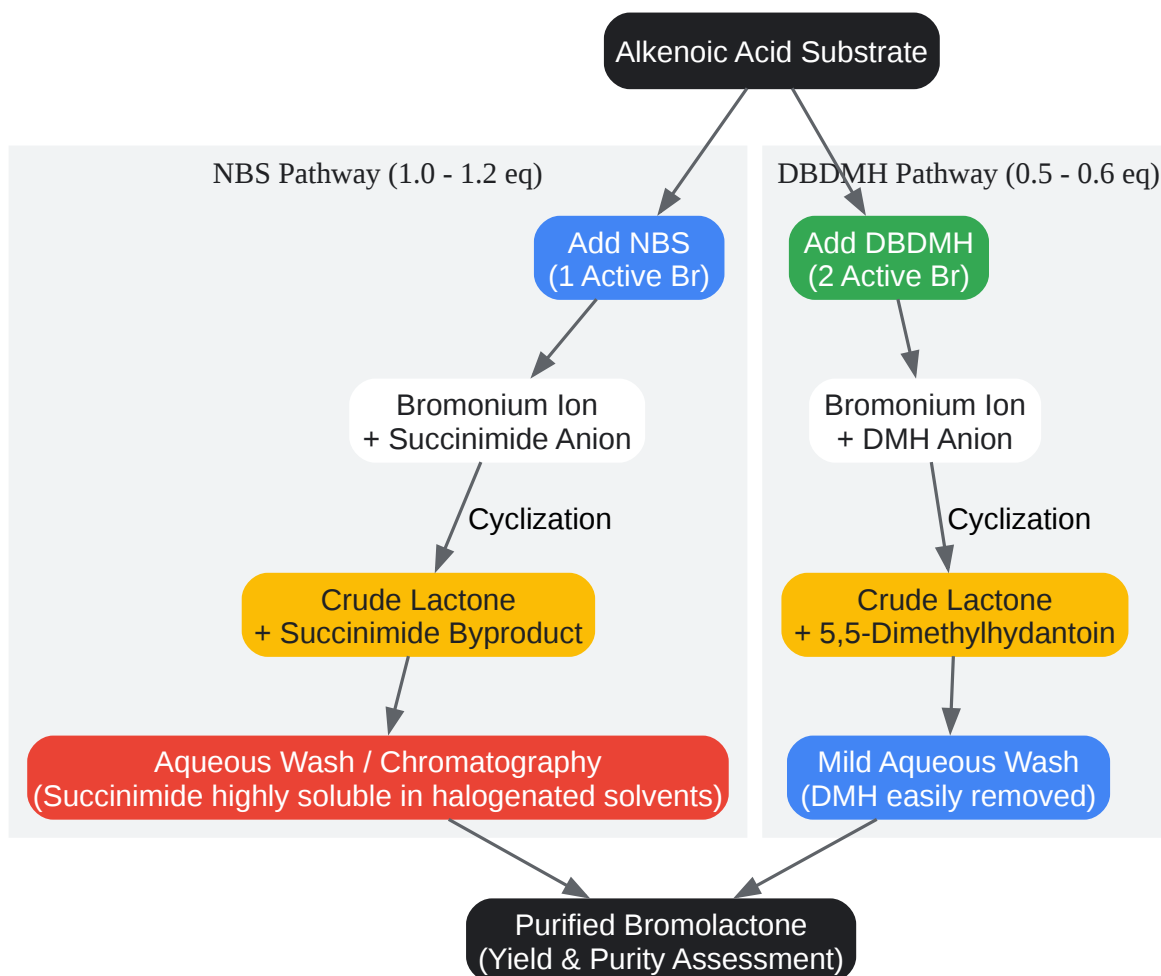 Alkenoic Acid Substrate
NBS Pathway (1.0 - 1.2 eq)
DBDMH Pathway (0.5 - 0.6 eq)
Add NBS
(1 Active Br)
Add DBDMH
(2 Active Br)
Bromonium Ion
+ Succinimide Anion
Bromonium Ion
+ DMH Anion
Cyclization
Cyclization
Crude Lactone
+ Succinimide Byproduct
Crude Lactone
+ 5,5-Dimethylhydantoin
Aqueous Wash / Chromatography
(Succinimide highly soluble in halogenated solvents)
Mild Aqueous Wash
(DMH easily removed)
Purified Bromolactone
(Yield & Purity Assessment)